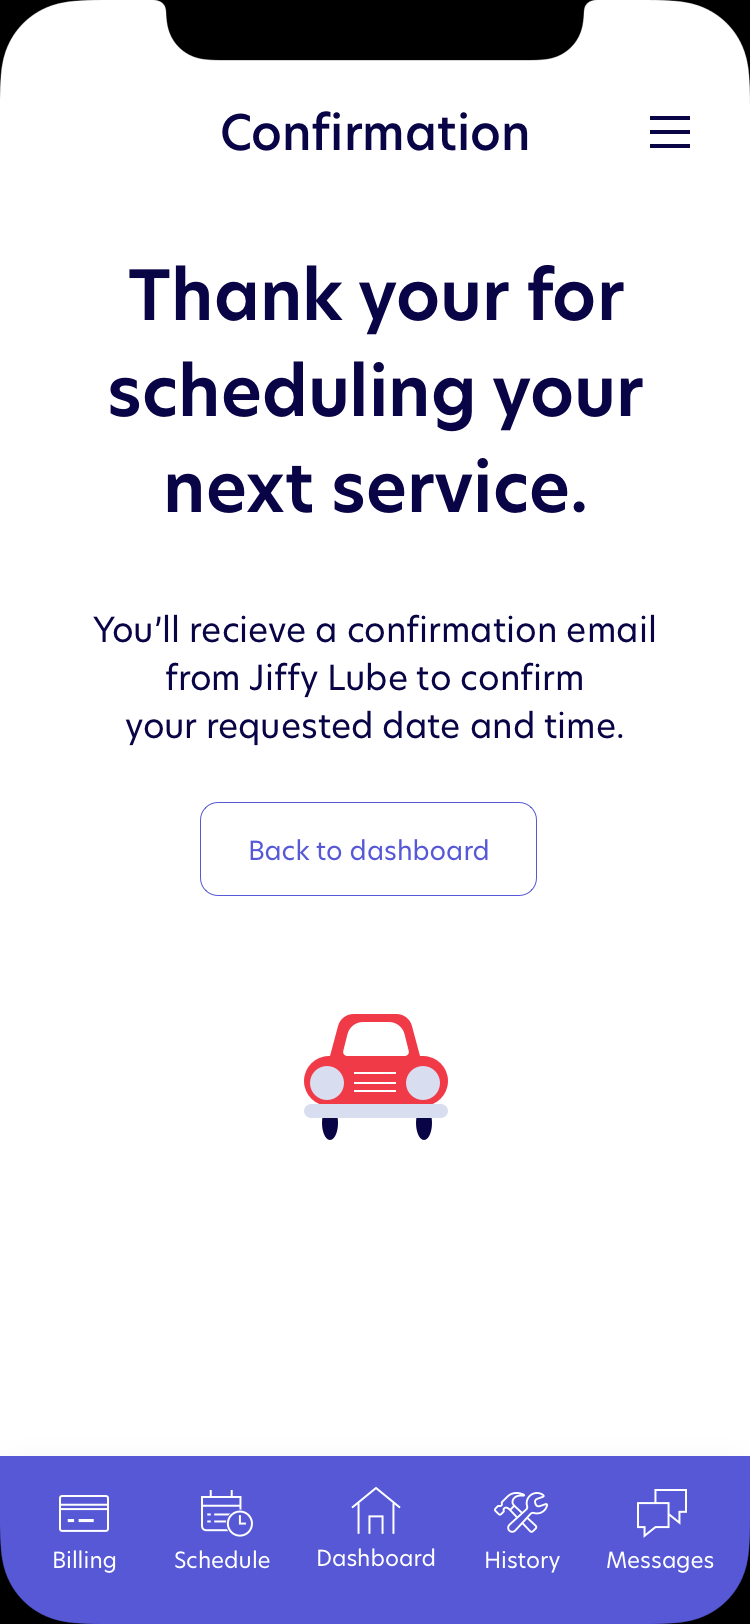 Confirmation
Thank your for
scheduling your
next service.
You’ll recieve a confirmation email
from Jiffy Lube to confirm
your requested date and time.
Back to dashboard
Billing
Schedule
Dashboard
History
Messages